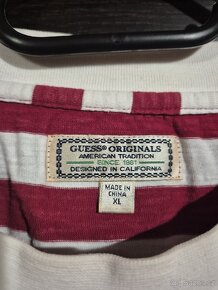 GUESS® ORIGINALS
AMERICAN TRADITION
SINCE 1981
DESIGNED IN CALIFORNIA
MADE IN
CHINA
XL